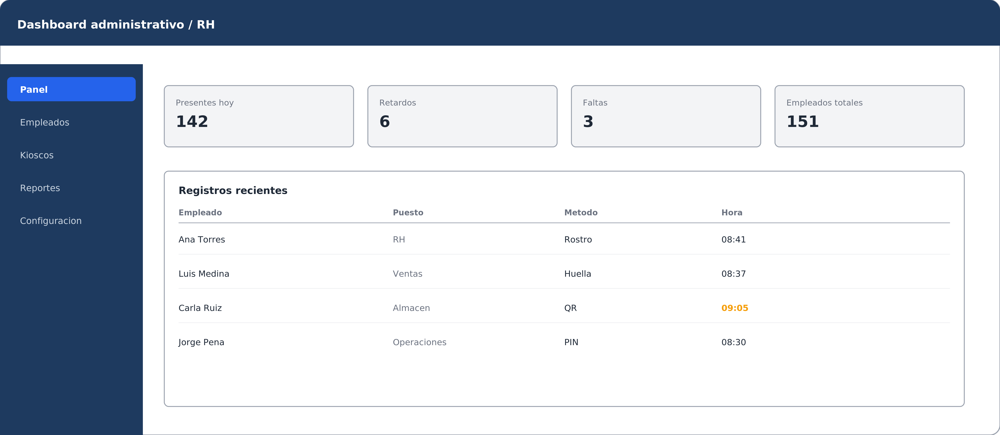 Dashboard administrativo / RH
Panel
Empleados
Kioscos
Reportes
Configuracion
Presentes hoy
142
Retardos
6
Faltas
3
Empleados totales
151
Registros recientes
Empleado Puesto Metodo Hora
Ana Torres RH Rostro 08:41
Luis Medina Ventas Huella 08:37
Carla Ruiz Almacen QR 09:05
Jorge Pena Operaciones PIN 08:30